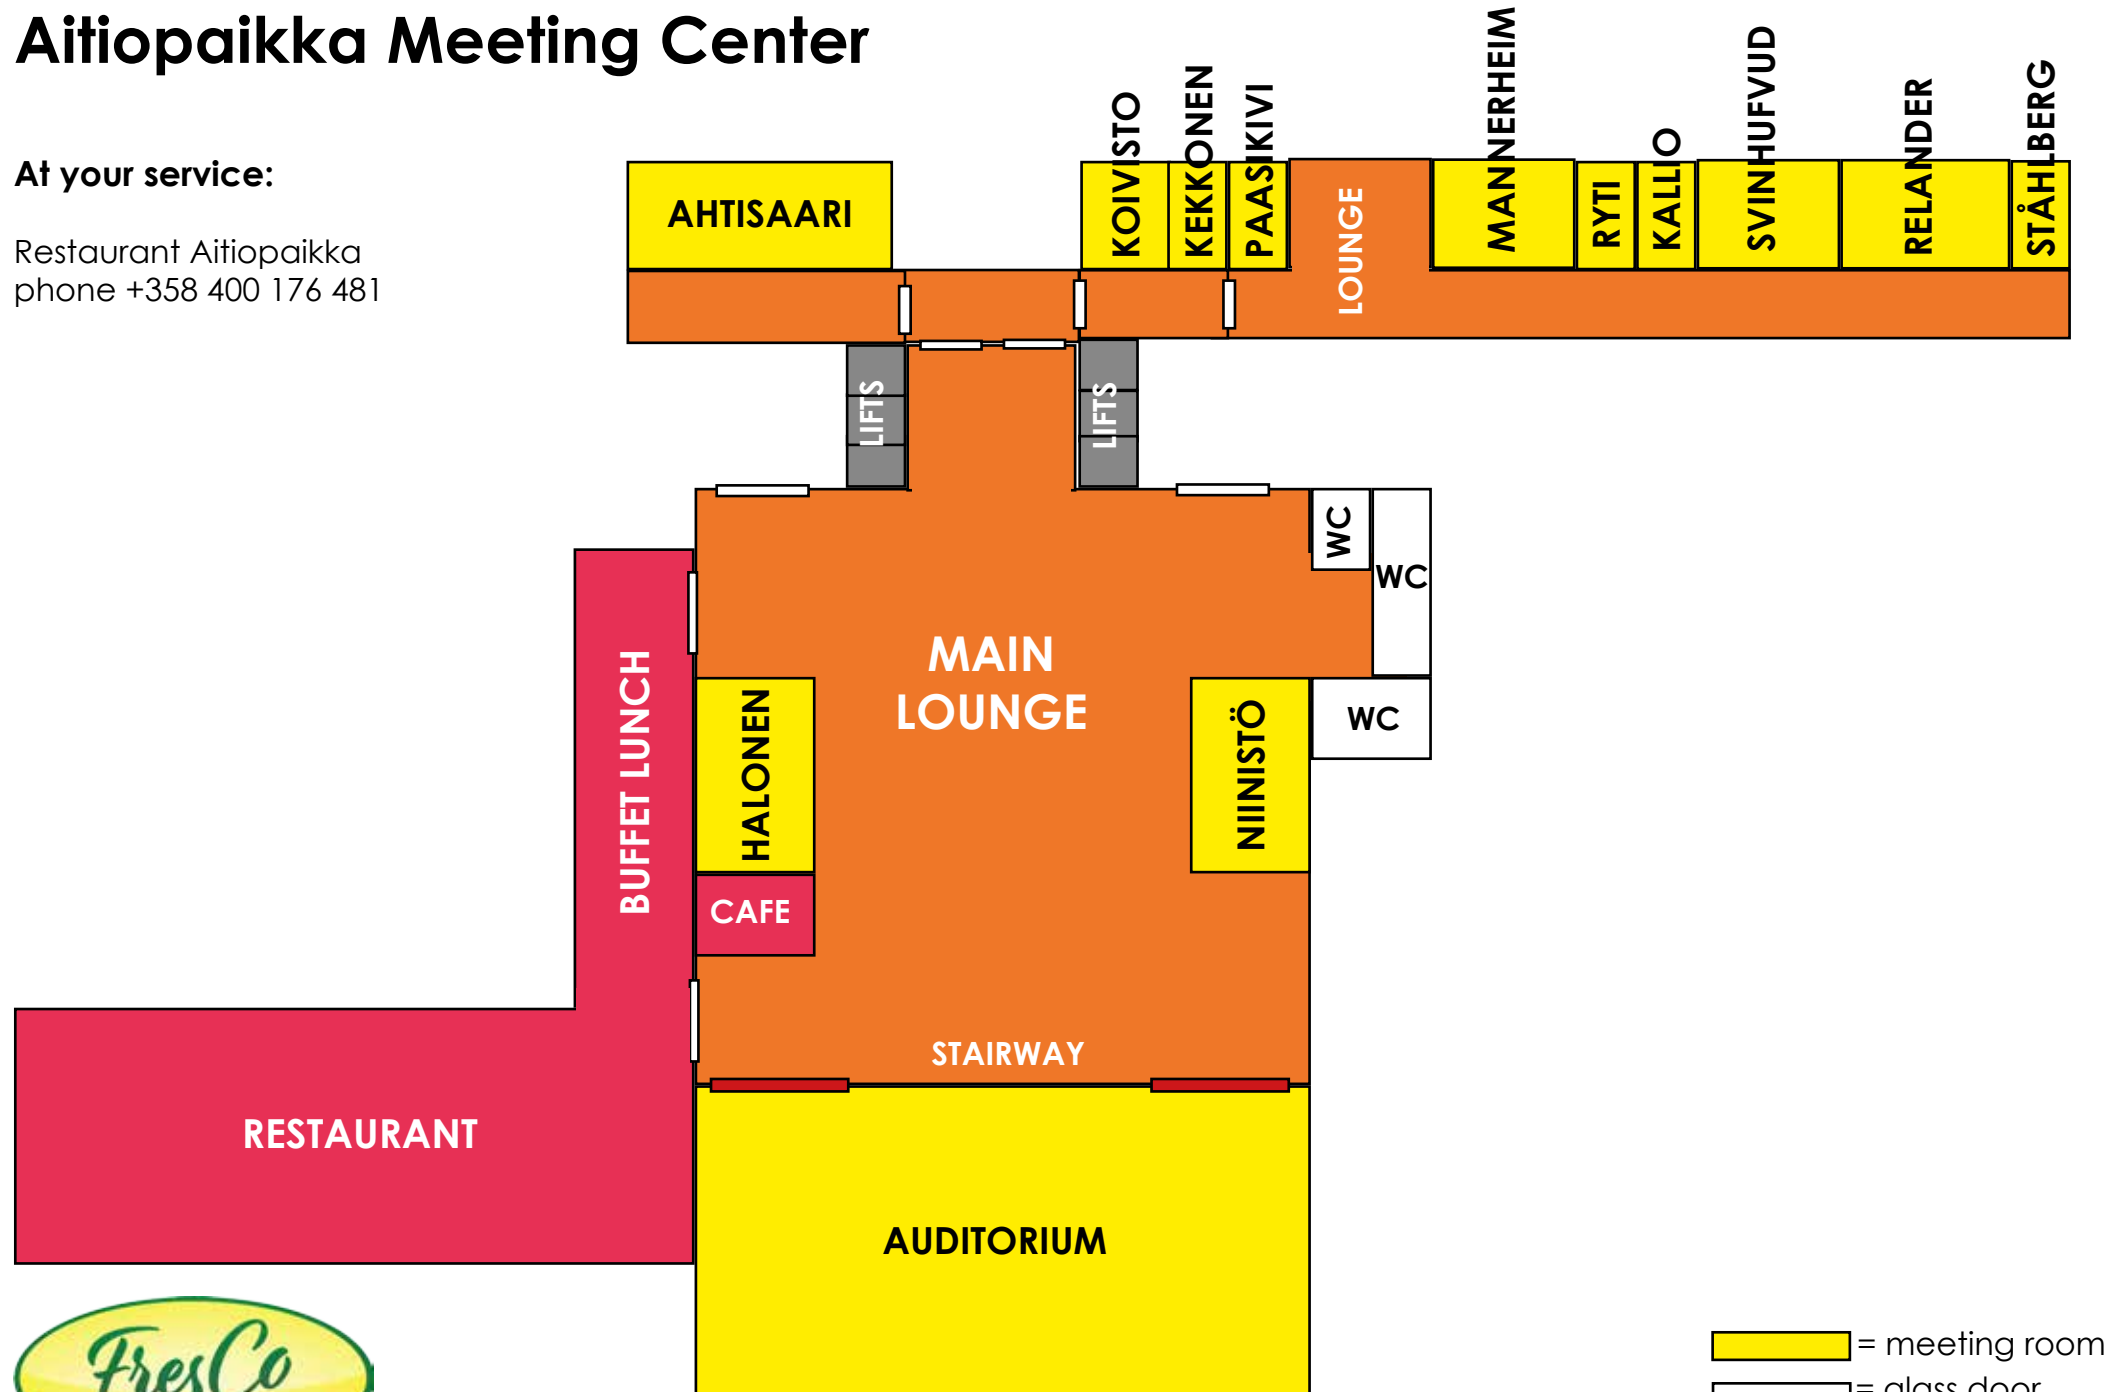 Aitiopaikka Meeting Center
At your service:
Restaurant Aitiopaikka
phone +358 400 176 481
AHTISAARI
KOIVISTO
KEKKONEN
PAASIKIVI
LOUNGE
MANNERHEIM
RYTI
KALLIO
SVINHUFVUD
RELANDER
STÅHLBERG
LIFTS
LIFTS
WC
WC
WC
MAIN
LOUNGE
BUFFET LUNCH
HALONEN
NIINISTÖ
CAFE
STAIRWAY
RESTAURANT
AUDITORIUM
FresCo
= meeting room
= glass door